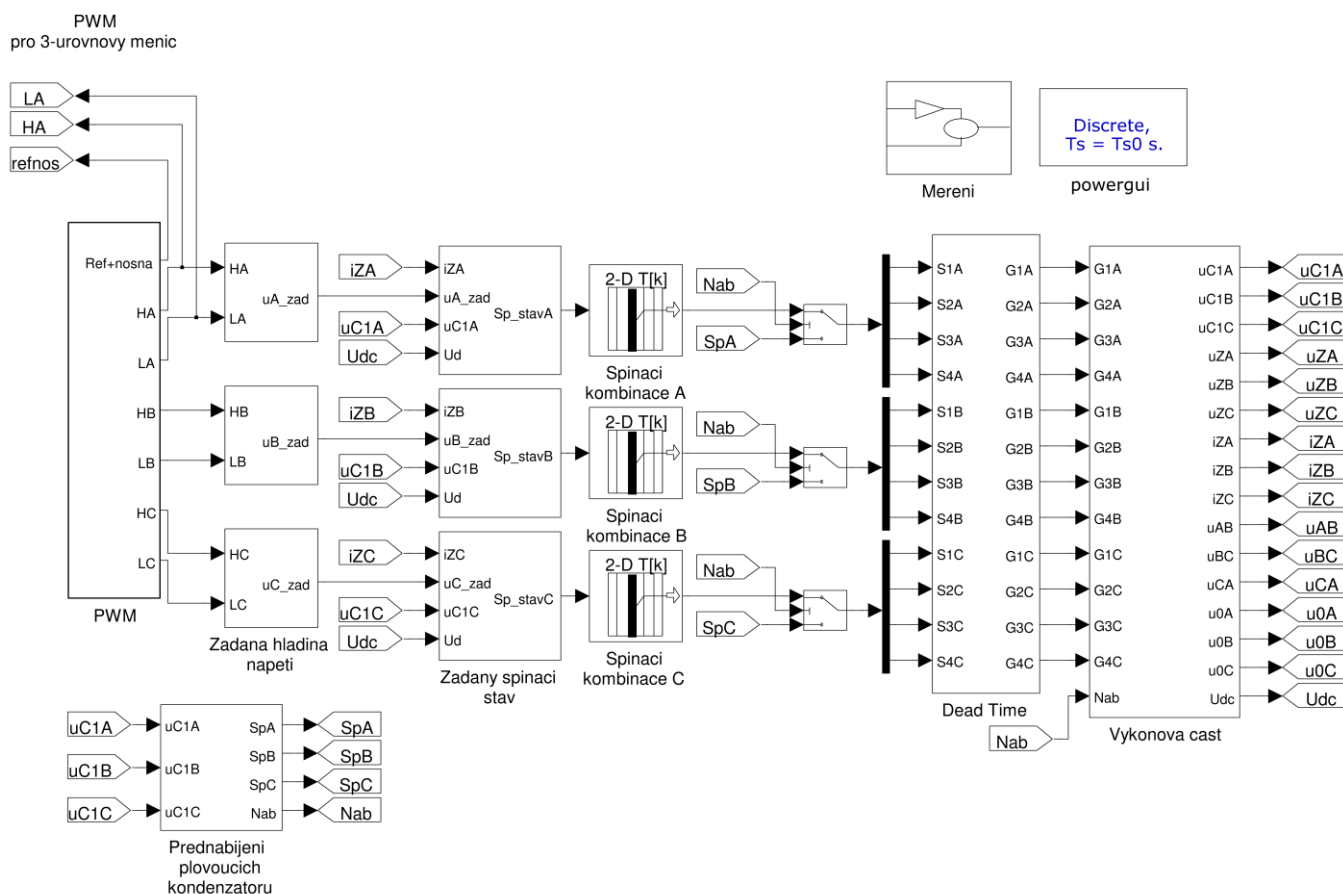 PWM
pro 3-urovnovy menic
LA
HA
refnos
Ref+nosna
HA
LA
HB
LB
HC
LC
PWM
HA
LA
uA_zad
HB
LB
uB_zad
HC
LC
uC_zad
Zadana hladina
napeti
iZA
uC1A
Udc
iZB
uC1B
Udc
iZC
uC1C
Udc
iZA
uA_zad
uC1A
Ud
Sp_stavA
iZB
uB_zad
uC1B
Ud
Sp_stavB
iZC
uC_zad
uC1C
Ud
Sp_stavC
Zadany spinaci
stav
2-D T[k]
Spinaci
kombinace A
2-D T[k]
Spinaci
kombinace B
2-D T[k]
Spinaci
kombinace C
Nab
SpA
Nab
SpB
Nab
SpC
Mereni
Discrete,
Ts = Ts0 s.
powergui
S1A
S2A
S3A
S4A
S1B
S2B
S3B
S4B
S1C
S2C
S3C
S4C
G1A
G2A
G3A
G4A
G1B
G2B
G3B
G4B
G1C
G2C
G3C
G4C
Dead Time
Nab
G1A
G2A
G3A
G4A
G1B
G2B
G3B
G4B
G1C
G2C
G3C
G4C
Nab
uC1A
uC1B
uC1C
uZA
uZB
uZC
iZA
iZB
iZC
uAB
uBC
uCA
u0A
u0B
u0C
Udc
Vykonova cast
uC1A
uC1B
uC1C
uZA
uZB
uZC
iZA
iZB
iZC
uAB
uBC
uCA
u0A
u0B
u0C
Udc
uC1A
uC1B
uC1C
uC1A
uC1B
uC1C
SpA
SpB
SpC
Nab
SpA
SpB
SpC
Nab
Prednabijeni
plovoucich
kondenzatoru